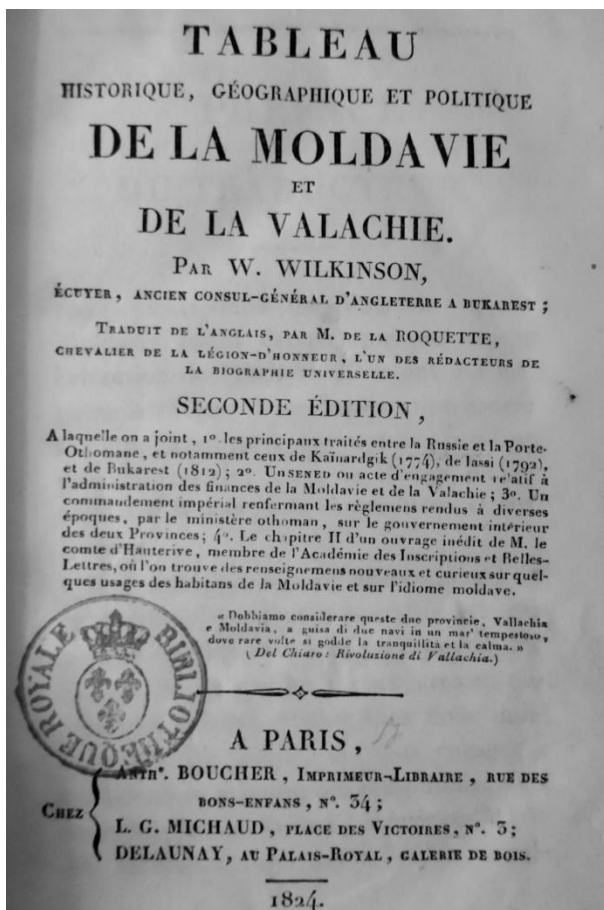 TABLEAU
HISTORIQUE, GÉOGRAPHIQUE ET POLITIQUE
DE LA MOLDAVIE
ET
DE LA VALACHIE.
PAR W. WILKINSON,
ÉCUYER, ANCIEN CONSUL-GÉNÉRAL D'ANGLETERRE A BUKAREST;
TRADUIT DE L'ANGLAIS, PAR M. DE LA ROQUETTE,
CHEVALIER DE LA LÉGION-D'HONNEUR, L'UN DES RÉDACTEURS DE
LA BIOGRAPHIE UNIVERSELLE.
SECONDE ÉDITION,
A laquelle on a joint, 1º. les principaux traités entre la Russie et la Porte-
Othomane, et notamment ceux de Kaïnardgik (1774), de Iassi (1792),
et de Bukarest (1812); 2º. Un SENED ou acte d'engagement relatif à
l'administration des finances de la Moldavie et de la Valachie; 3º. Un
commandement impérial renfermant les règlemens rendus à diverses
époques, par le ministère othoman, sur le gouvernement intérieur
des deux Provinces; 4º. Le chapitre II d'un ouvrage inédit de M. le
comte d'Hauterive, membre de l'Académie des Inscriptions et Belles-
Lettres, où l'on trouve des renseignemens nouveaux et curieux sur quel-
ques usages des habitans de la Moldavie et sur l'idiome moldave.
« Dobbiamo considerare queste due provincie, Vallachia
e Moldavia, a guisa di due navi in un mar' tempestoso,
dove rare volte si godde la tranquillità et la calma. »
(Del Chiaro: Rivoluzione di Vallachia.)
BIBLIOTHÈQUE ROYALE
A PARIS,
CHEZ
ANTH. BOUCHER, IMPRIMEUR-LIBRAIRE, RUE DES
BONS-ENFANS, Nº. 34;
L. G. MICHAUD, PLACE DES VICTOIRES, Nº. 3;
DELAUNAY, AU PALAIS-ROYAL, GALERIE DE BOIS.
1824.